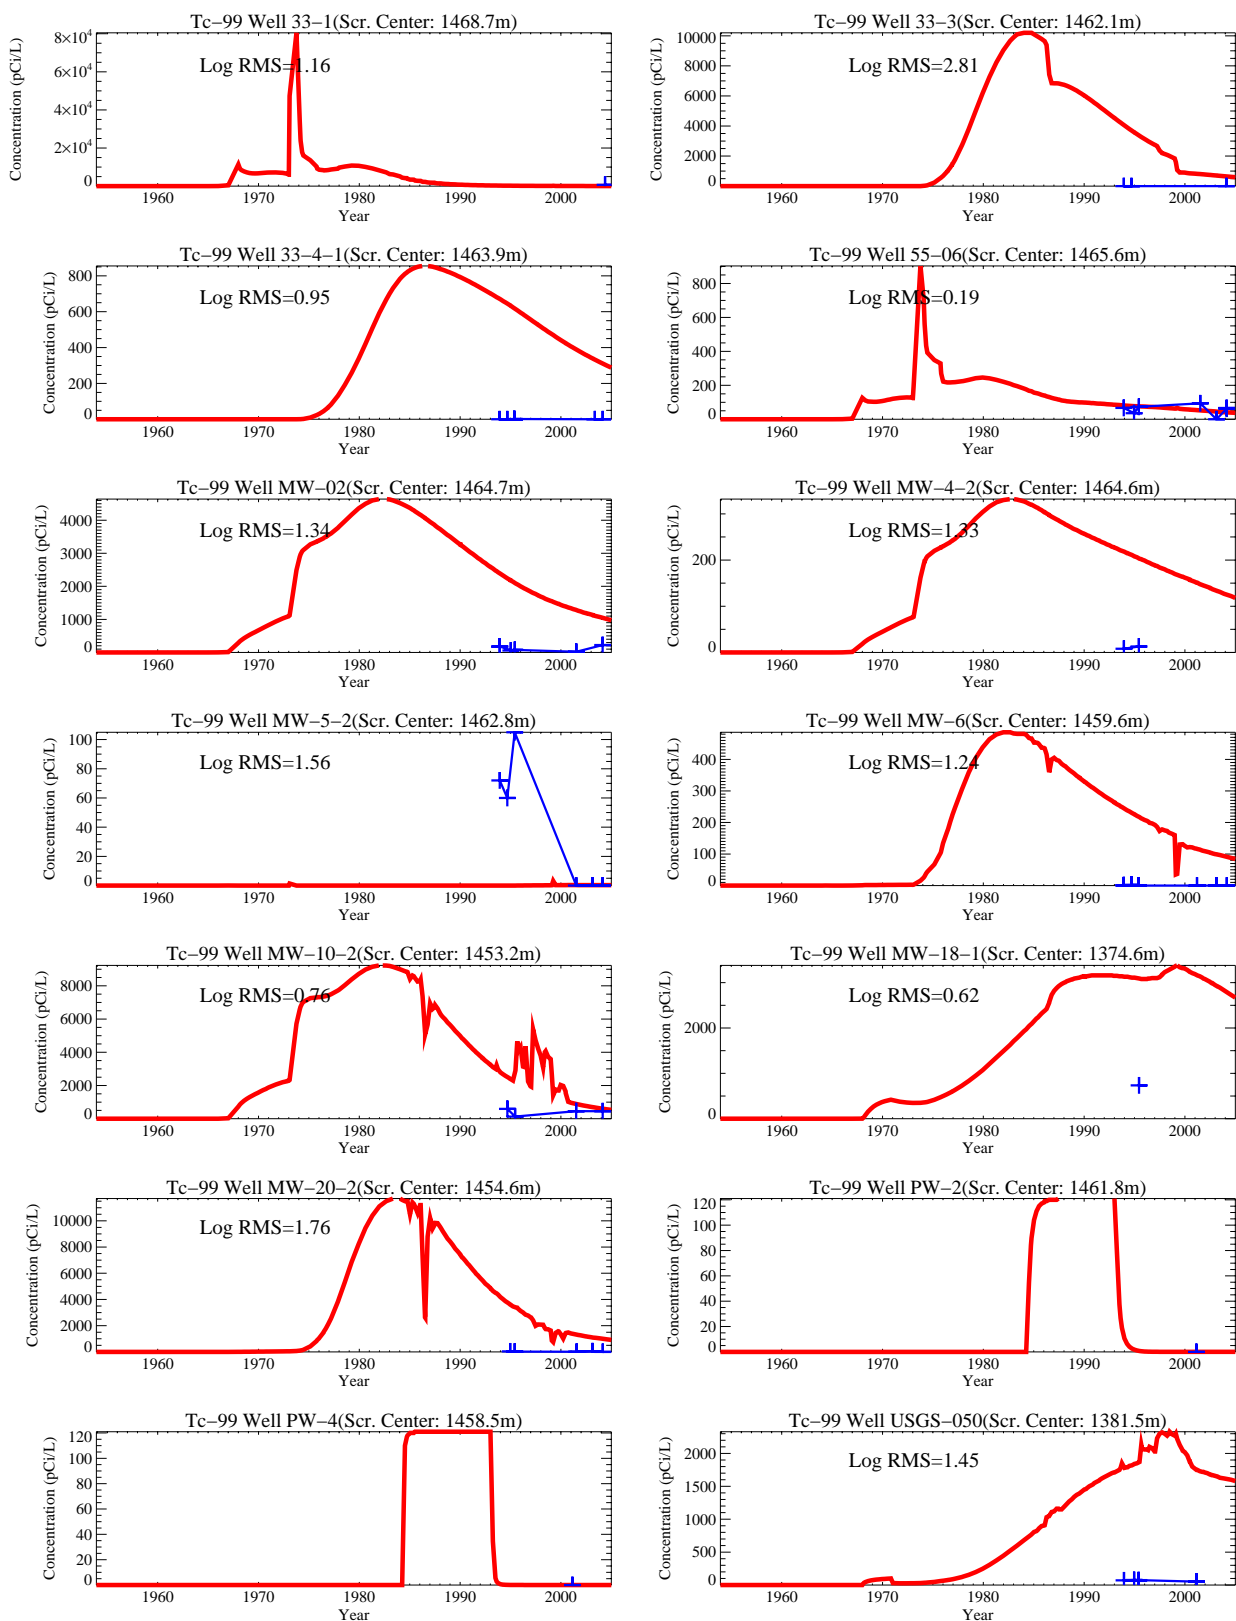 Tc−99 Well 33−1(Scr. Center: 1468.7m)
Concentration (pCi/L)
8×10⁴
6×10⁴
4×10⁴
2×10⁴
0
Log RMS=1.16
1960 1970 1980 1990 2000
Year
Tc−99 Well 33−3(Scr. Center: 1462.1m)
Concentration (pCi/L)
10000
8000
6000
4000
2000
0
Log RMS=2.81
1960 1970 1980 1990 2000
Year
Tc−99 Well 33−4−1(Scr. Center: 1463.9m)
Concentration (pCi/L)
800
600
400
200
0
Log RMS=0.95
1960 1970 1980 1990 2000
Year
Tc−99 Well 55−06(Scr. Center: 1465.6m)
Concentration (pCi/L)
800
600
400
200
0
Log RMS=0.19
1960 1970 1980 1990 2000
Year
Tc−99 Well MW−02(Scr. Center: 1464.7m)
Concentration (pCi/L)
4000
3000
2000
1000
0
Log RMS=1.34
1960 1970 1980 1990 2000
Year
Tc−99 Well MW−4−2(Scr. Center: 1464.6m)
Concentration (pCi/L)
200
0
Log RMS=1.33
1960 1970 1980 1990 2000
Year
Tc−99 Well MW−5−2(Scr. Center: 1462.8m)
Concentration (pCi/L)
100
80
60
40
20
0
Log RMS=1.56
1960 1970 1980 1990 2000
Year
Tc−99 Well MW−6(Scr. Center: 1459.6m)
Concentration (pCi/L)
400
300
200
100
0
Log RMS=1.24
1960 1970 1980 1990 2000
Year
Tc−99 Well MW−10−2(Scr. Center: 1453.2m)
Concentration (pCi/L)
8000
6000
4000
2000
0
Log RMS=0.76
1960 1970 1980 1990 2000
Year
Tc−99 Well MW−18−1(Scr. Center: 1374.6m)
Concentration (pCi/L)
2000
0
Log RMS=0.62
1960 1970 1980 1990 2000
Year
Tc−99 Well MW−20−2(Scr. Center: 1454.6m)
Concentration (pCi/L)
10000
8000
6000
4000
2000
0
Log RMS=1.76
1960 1970 1980 1990 2000
Year
Tc−99 Well PW−2(Scr. Center: 1461.8m)
Concentration (pCi/L)
120
100
80
60
40
20
0
1960 1970 1980 1990 2000
Year
Tc−99 Well PW−4(Scr. Center: 1458.5m)
Concentration (pCi/L)
120
100
80
60
40
20
0
1960 1970 1980 1990 2000
Year
Tc−99 Well USGS−050(Scr. Center: 1381.5m)
Concentration (pCi/L)
2000
1500
1000
500
0
Log RMS=1.45
1960 1970 1980 1990 2000
Year